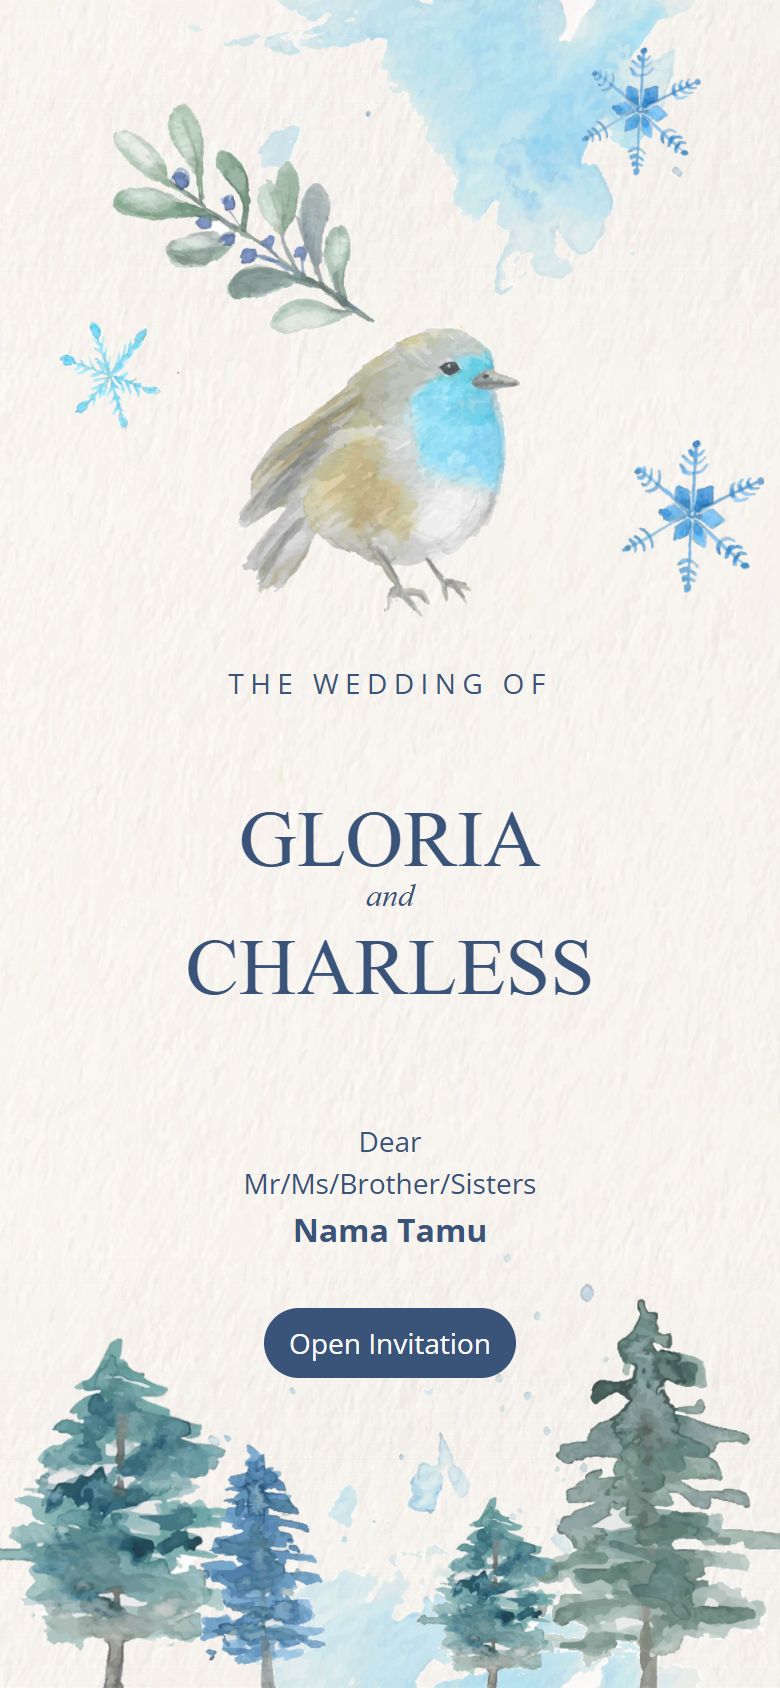 THE WEDDING OF
GLORIA
and
CHARLESS
Dear
Mr/Ms/Brother/Sisters
Nama Tamu
Open Invitation